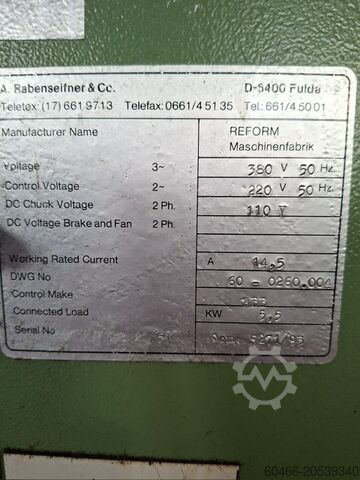 A. Rabenseifner & Co. D-6400 Fulda
Teletex: (17) 661 9713 Telefax: 0661/4 51 35 Tel.: 661/4 50 01
Manufacturer Name REFORM
Maschinenfabrik
Voltage 3~ 380 V 50 Hz.
Control Voltage 2~ 220 V 50 Hz.
DC Chuck Voltage 2 Ph. 110 V
DC Voltage Brake and Fan 2 Ph.
Working Rated Current A 14,5
DWG No 60 - 0260.004
Control Make
Connected Load KW 5,5
Serial No 5271/93
HEIM
60466-20539340